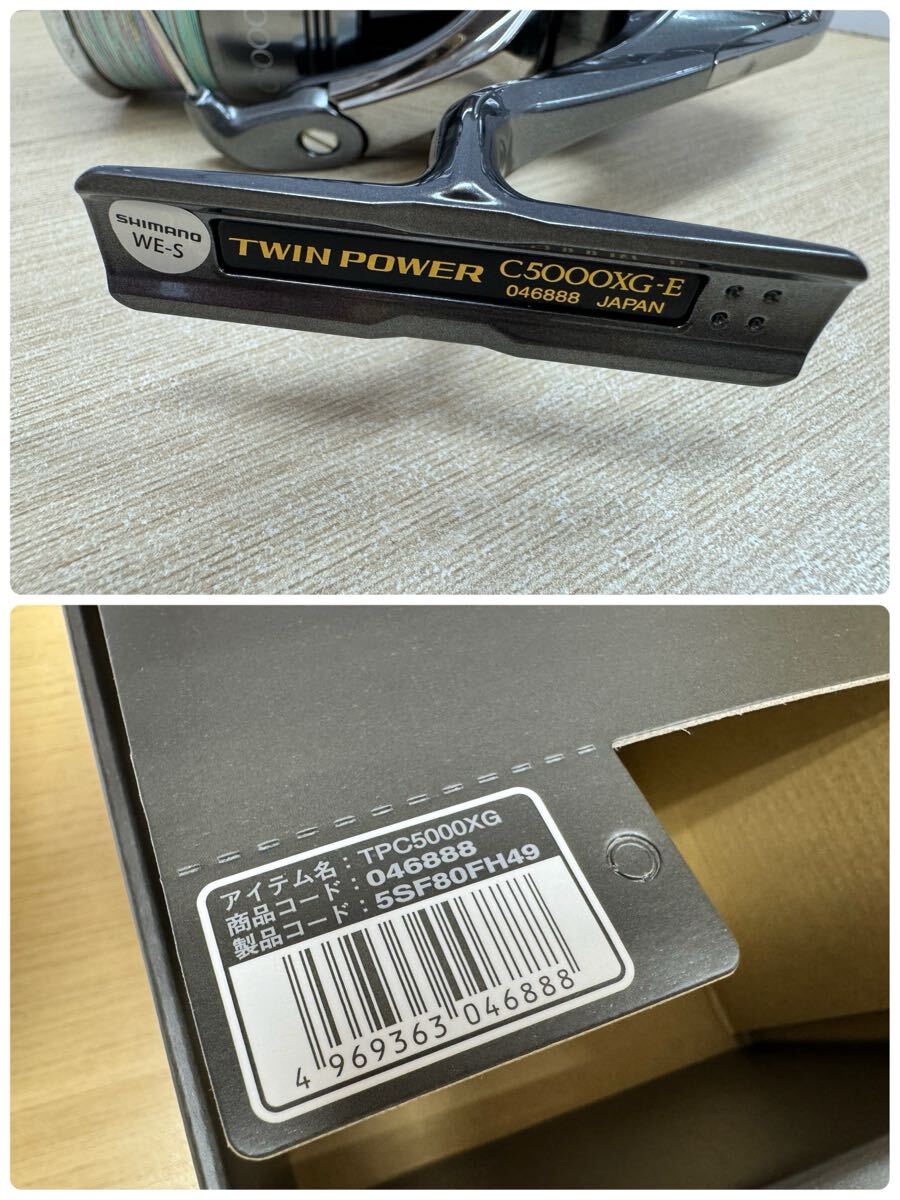 SHIMANO
WE-S
TWIN POWER C5000XG-E
046888 JAPAN
アイテム名：TPC5000XG
商品コード：046888
製品コード：5SF80FH49
4 969363 046888